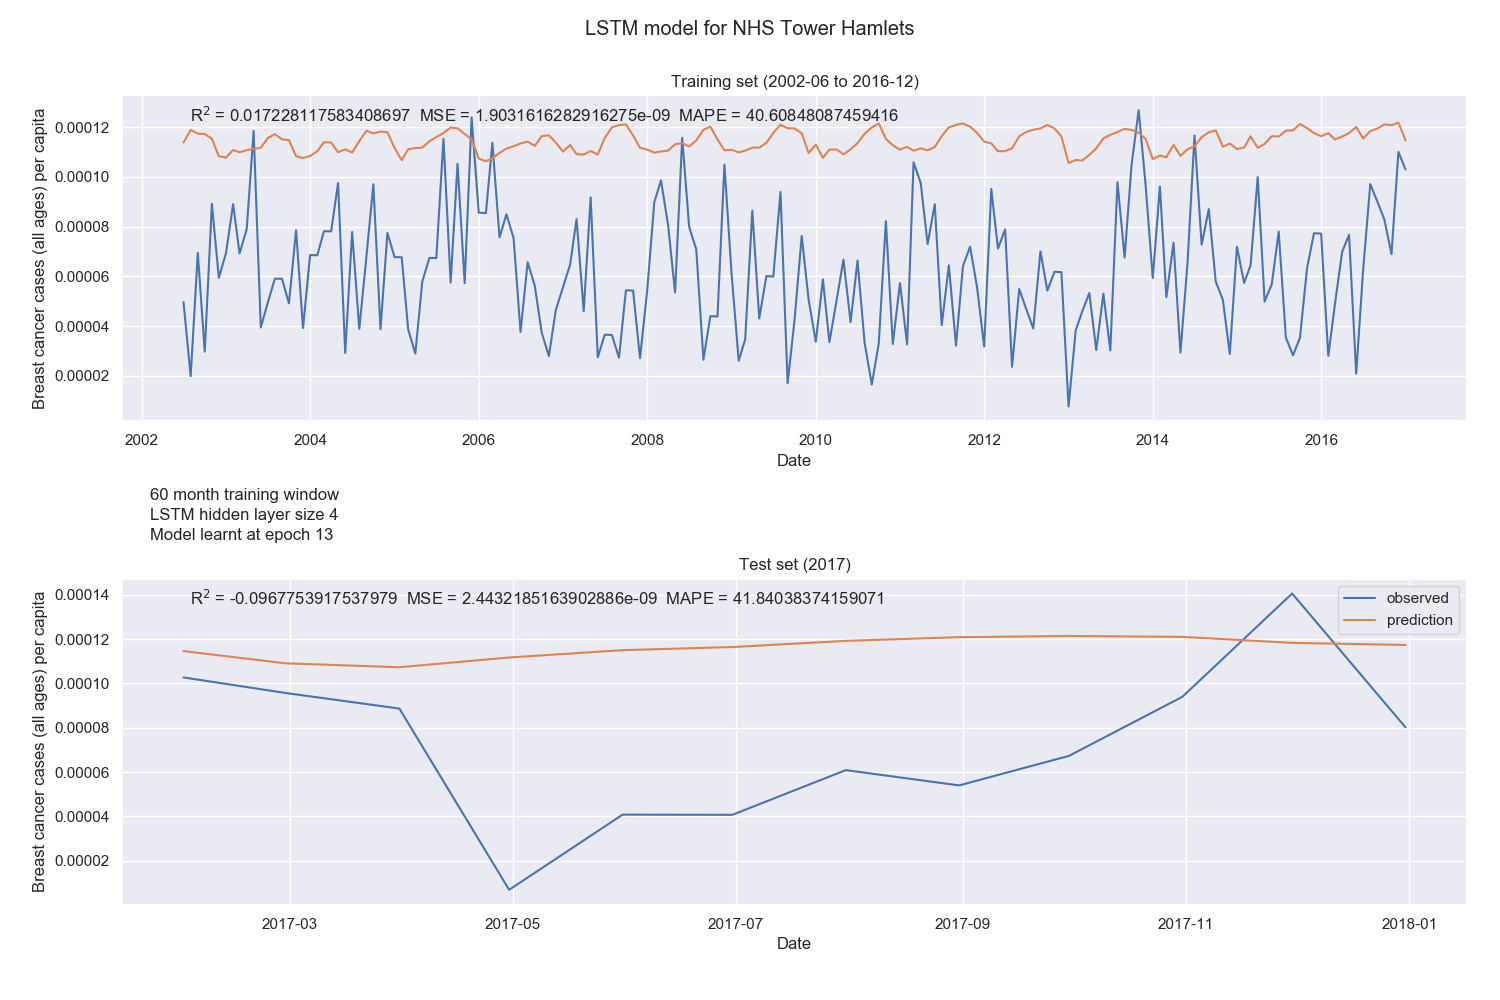 LSTM model for NHS Tower Hamlets
Training set (2002-06 to 2016-12)
R² = 0.017228117583408697 MSE = 1.9031616282916275e-09 MAPE = 40.60848087459416
Breast cancer cases (all ages) per capita
0.00012
0.00010
0.00008
0.00006
0.00004
0.00002
2002 2004 2006 2008 2010 2012 2014 2016
Date
60 month training window
LSTM hidden layer size 4
Model learnt at epoch 13
Test set (2017)
R² = -0.0967753917537979 MSE = 2.4432185163902886e-09 MAPE = 41.84038374159071
observed
prediction
Breast cancer cases (all ages) per capita
0.00014
0.00012
0.00010
0.00008
0.00006
0.00004
0.00002
2017-03 2017-05 2017-07 2017-09 2017-11 2018-01
Date